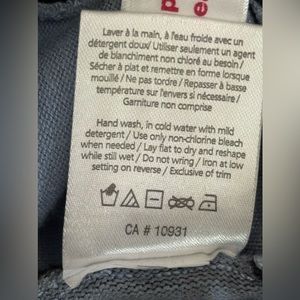 Laver à la main, à l'eau froide avec un
détergent doux/ Utiliser seulement un agent
de blanchiment non chloré au besoin /
Sécher à plat et remettre en forme lorsque
mouillé / Ne pas tordre / Repasser à basse
température sur l'envers si nécessaire /
Garniture non comprise
Hand wash, in cold water with mild
detergent / Use only non-chlorine bleach
when needed / Lay flat to dry and reshape
while still wet / Do not wring / Iron at low
setting on reverse / Exclusive of trim
CA # 10931